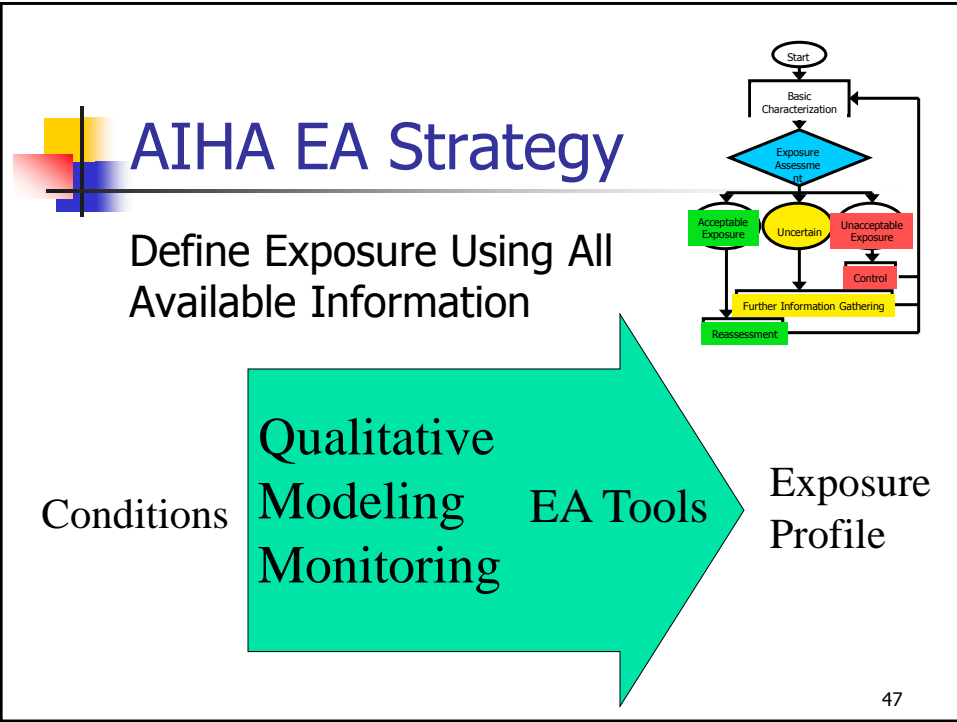 AIHA EA Strategy
Define Exposure Using All
Available Information
Start
Basic
Characterization
Exposure
Assessme
nt
Acceptable
Exposure
Uncertain
Unacceptable
Exposure
Control
Further Information Gathering
Reassessment
Conditions
Qualitative
Modeling
Monitoring
EA Tools
Exposure
Profile
47